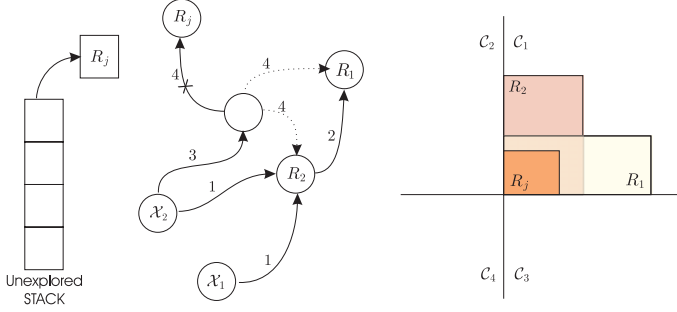 R_j
Unexplored
STACK
R_j
4
4
R_1
4
2
3
1
R_2
𝒳_2
1
𝒳_1
𝒞_2 𝒞_1
R_2
R_j R_1
𝒞_4 𝒞_3